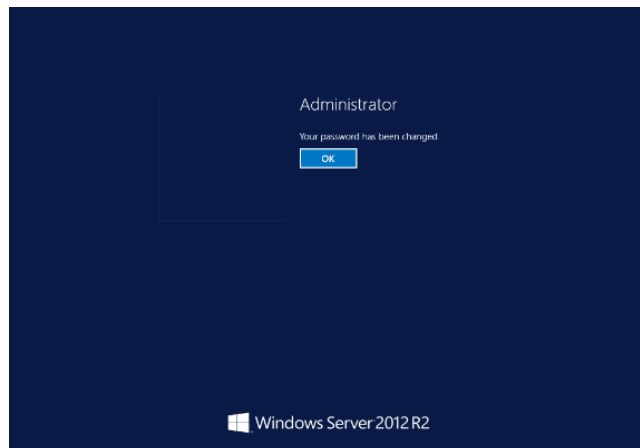 Administrator
Your password has been changed.
OK
Windows Server 2012 R2